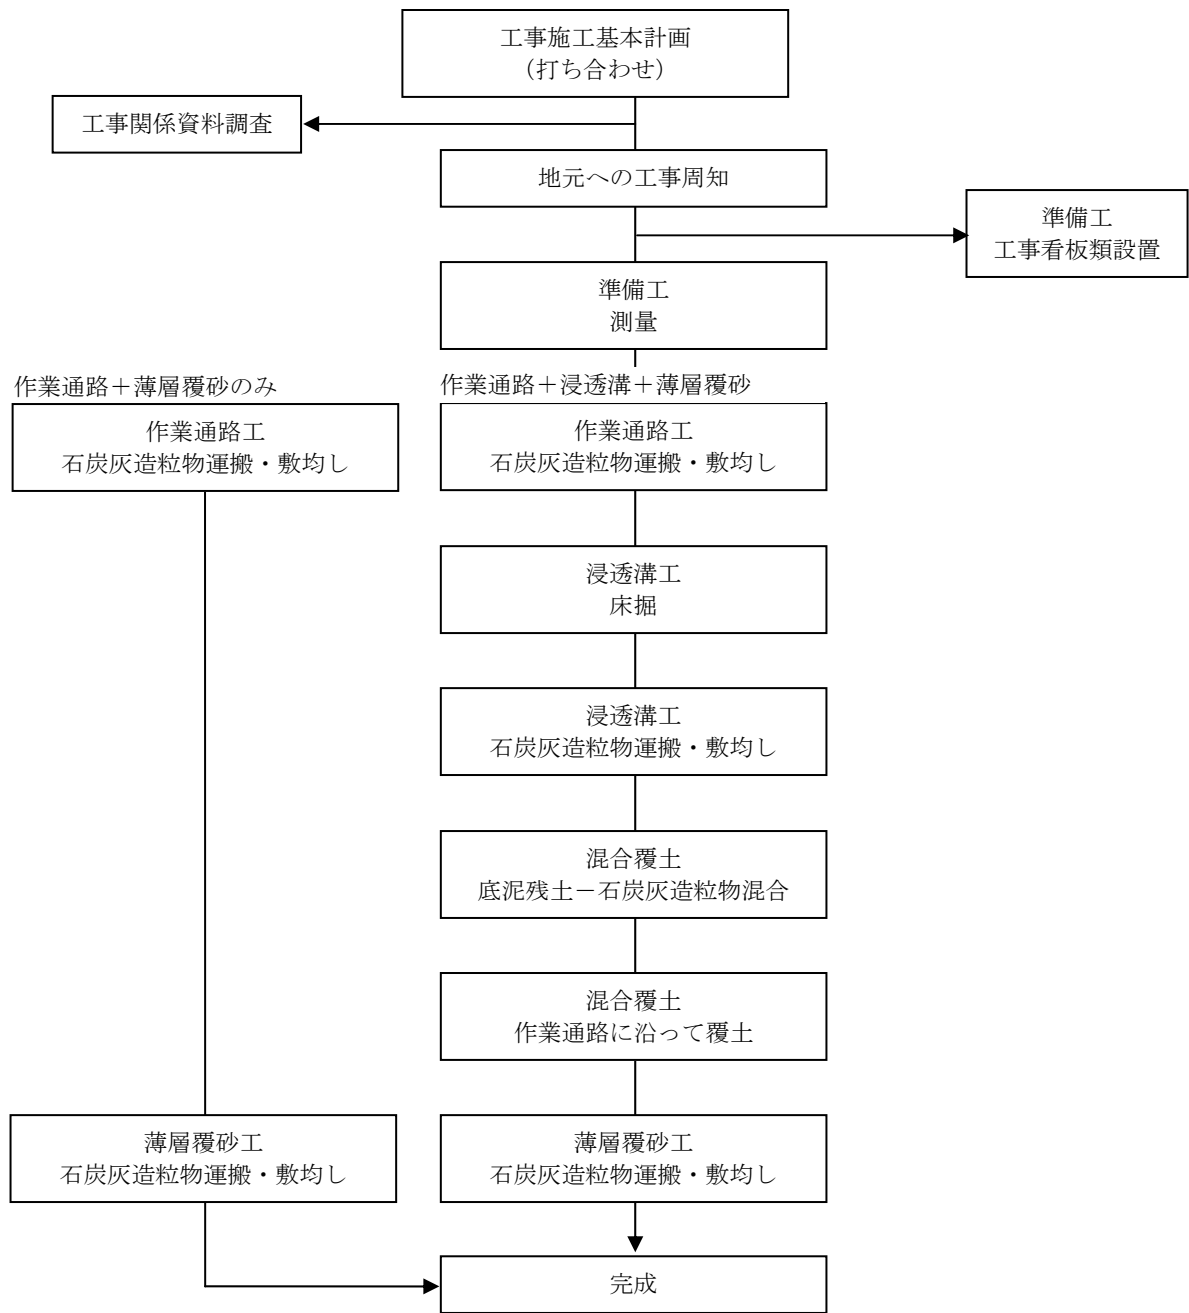 工事施工基本計画
（打ち合わせ）
工事関係資料調査
地元への工事周知
準備工
工事看板類設置
準備工
測量
作業通路＋薄層覆砂のみ
作業通路工
石炭灰造粒物運搬・敷均し
作業通路＋浸透溝＋薄層覆砂
作業通路工
石炭灰造粒物運搬・敷均し
浸透溝工
床掘
浸透溝工
石炭灰造粒物運搬・敷均し
混合覆土
底泥残土－石炭灰造粒物混合
混合覆土
作業通路に沿って覆土
薄層覆砂工
石炭灰造粒物運搬・敷均し
薄層覆砂工
石炭灰造粒物運搬・敷均し
完成